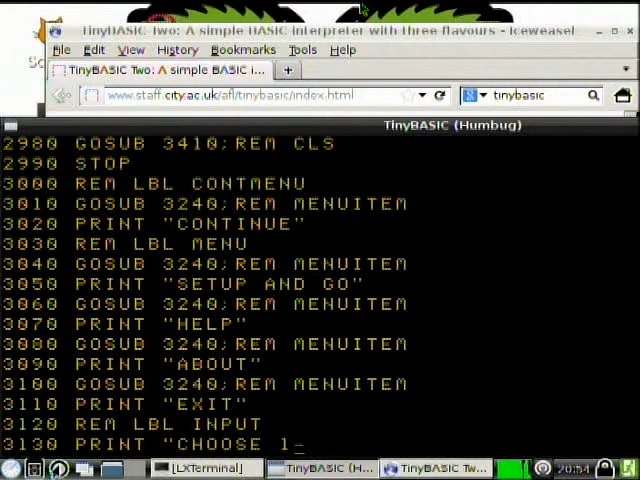 TinyBASIC Two: A simple BASIC interpreter with three flavours - Iceweasel
File Edit View History Bookmarks Tools Help
TinyBASIC Two: A simple BASIC i...
www.staff.city.ac.uk/afl/tinybasic/index.html
tinybasic
TinyBASIC (Humbug)
2980 GOSUB 3410;REM CLS
2990 STOP
3000 REM LBL CONTMENU
3010 GOSUB 3240;REM MENUITEM
3020 PRINT "CONTINUE"
3030 REM LBL MENU
3040 GOSUB 3240;REM MENUITEM
3050 PRINT "SETUP AND GO"
3060 GOSUB 3240;REM MENUITEM
3070 PRINT "HELP"
3080 GOSUB 3240;REM MENUITEM
3090 PRINT "ABOUT"
3100 GOSUB 3240;REM MENUITEM
3110 PRINT "EXIT"
3120 REM LBL INPUT
3130 PRINT "CHOOSE 1_
[LXTerminal] TinyBASIC (H... TinyBASIC Tw... 20:54